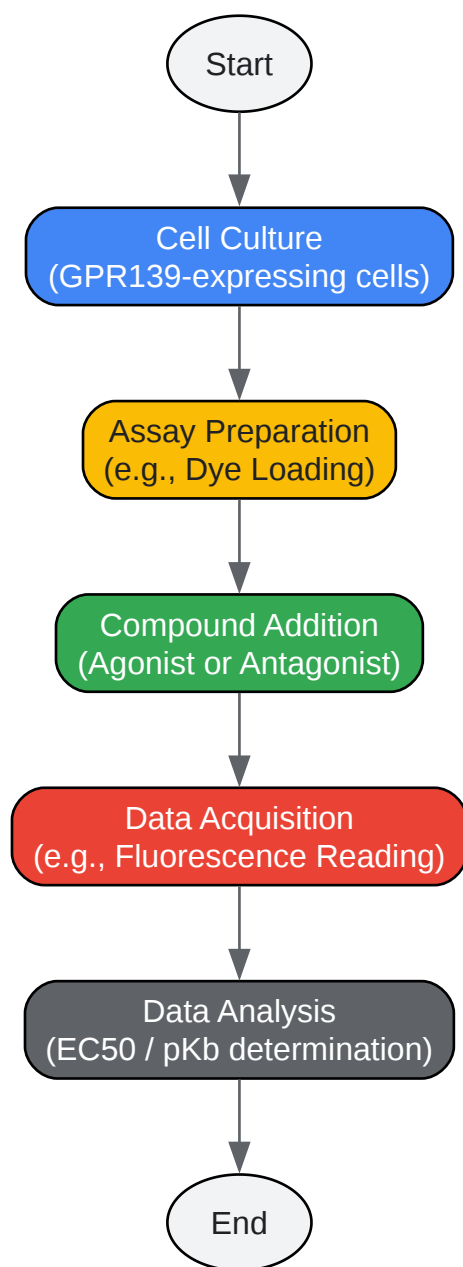 Start
Cell Culture
(GPR139-expressing cells)
Assay Preparation
(e.g., Dye Loading)
Compound Addition
(Agonist or Antagonist)
Data Acquisition
(e.g., Fluorescence Reading)
Data Analysis
(EC50 / pKb determination)
End